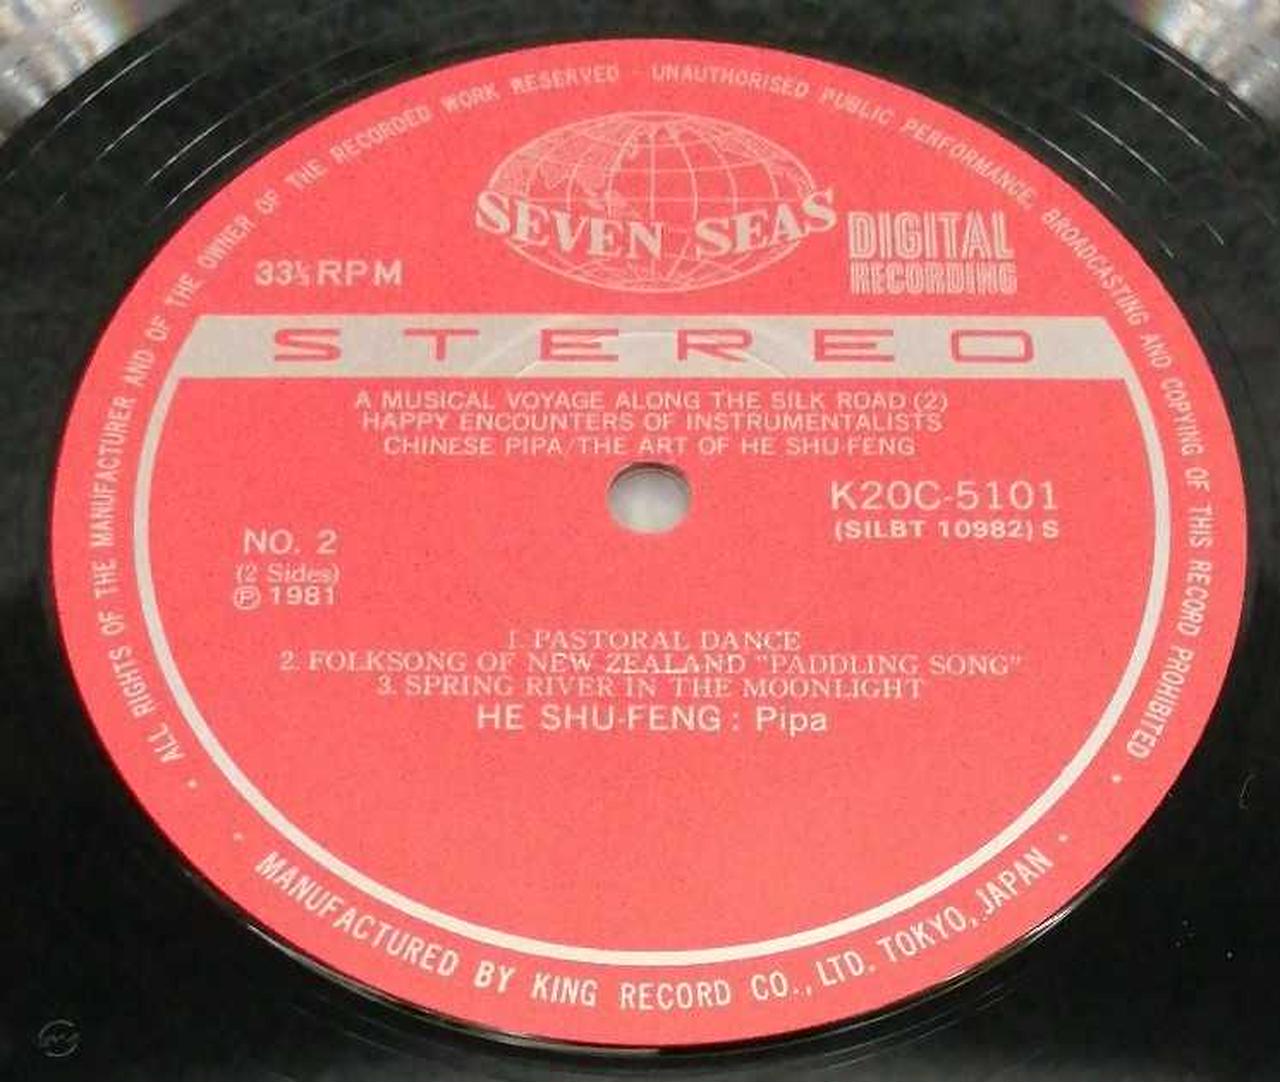 ALL RIGHTS OF THE MANUFACTURER AND OF THE OWNER OF THE RECORDED WORK RESERVED · UNAUTHORISED PUBLIC PERFORMANCE, BROADCASTING AND COPYING OF THIS RECORD PROHIBITED ·
SEVEN SEAS
DIGITAL
RECORDING
33⅓ RPM
STEREO
A MUSICAL VOYAGE ALONG THE SILK ROAD (2)
HAPPY ENCOUNTERS OF INSTRUMENTALISTS
CHINESE PIPA/THE ART OF HE SHU-FENG
K20C-5101
(SILBT 10982) S
NO. 2
(2 Sides)
Ⓟ 1981
1. PASTORAL DANCE
2. FOLKSONG OF NEW ZEALAND "PADDLING SONG"
3. SPRING RIVER IN THE MOONLIGHT
HE SHU-FENG : Pipa
· MANUFACTURED BY KING RECORD CO., LTD. TOKYO, JAPAN ·